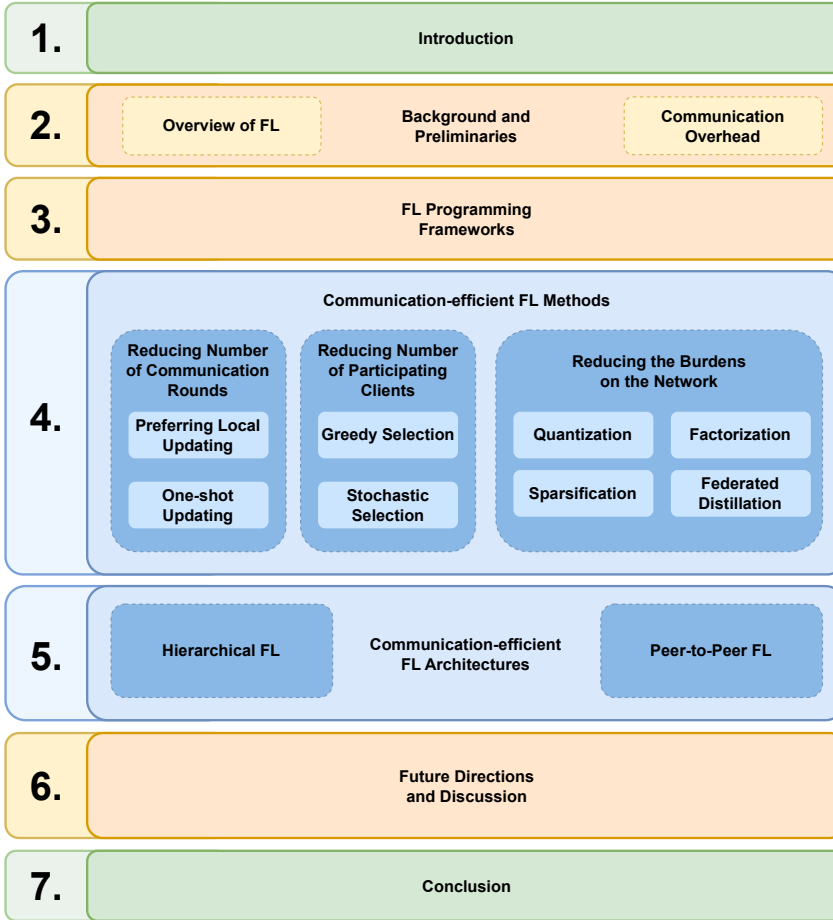 1.
Introduction
2.
Overview of FL
Background and
Preliminaries
Communication
Overhead
3.
FL Programming
Frameworks
4.
Communication-efficient FL Methods
Reducing Number
of Communication
Rounds
Preferring Local
Updating
One-shot
Updating
Reducing Number
of Participating
Clients
Greedy Selection
Stochastic
Selection
Reducing the Burdens
on the Network
Quantization
Factorization
Sparsification
Federated
Distillation
5.
Hierarchical FL
Communication-efficient
FL Architectures
Peer-to-Peer FL
6.
Future Directions
and Discussion
7.
Conclusion